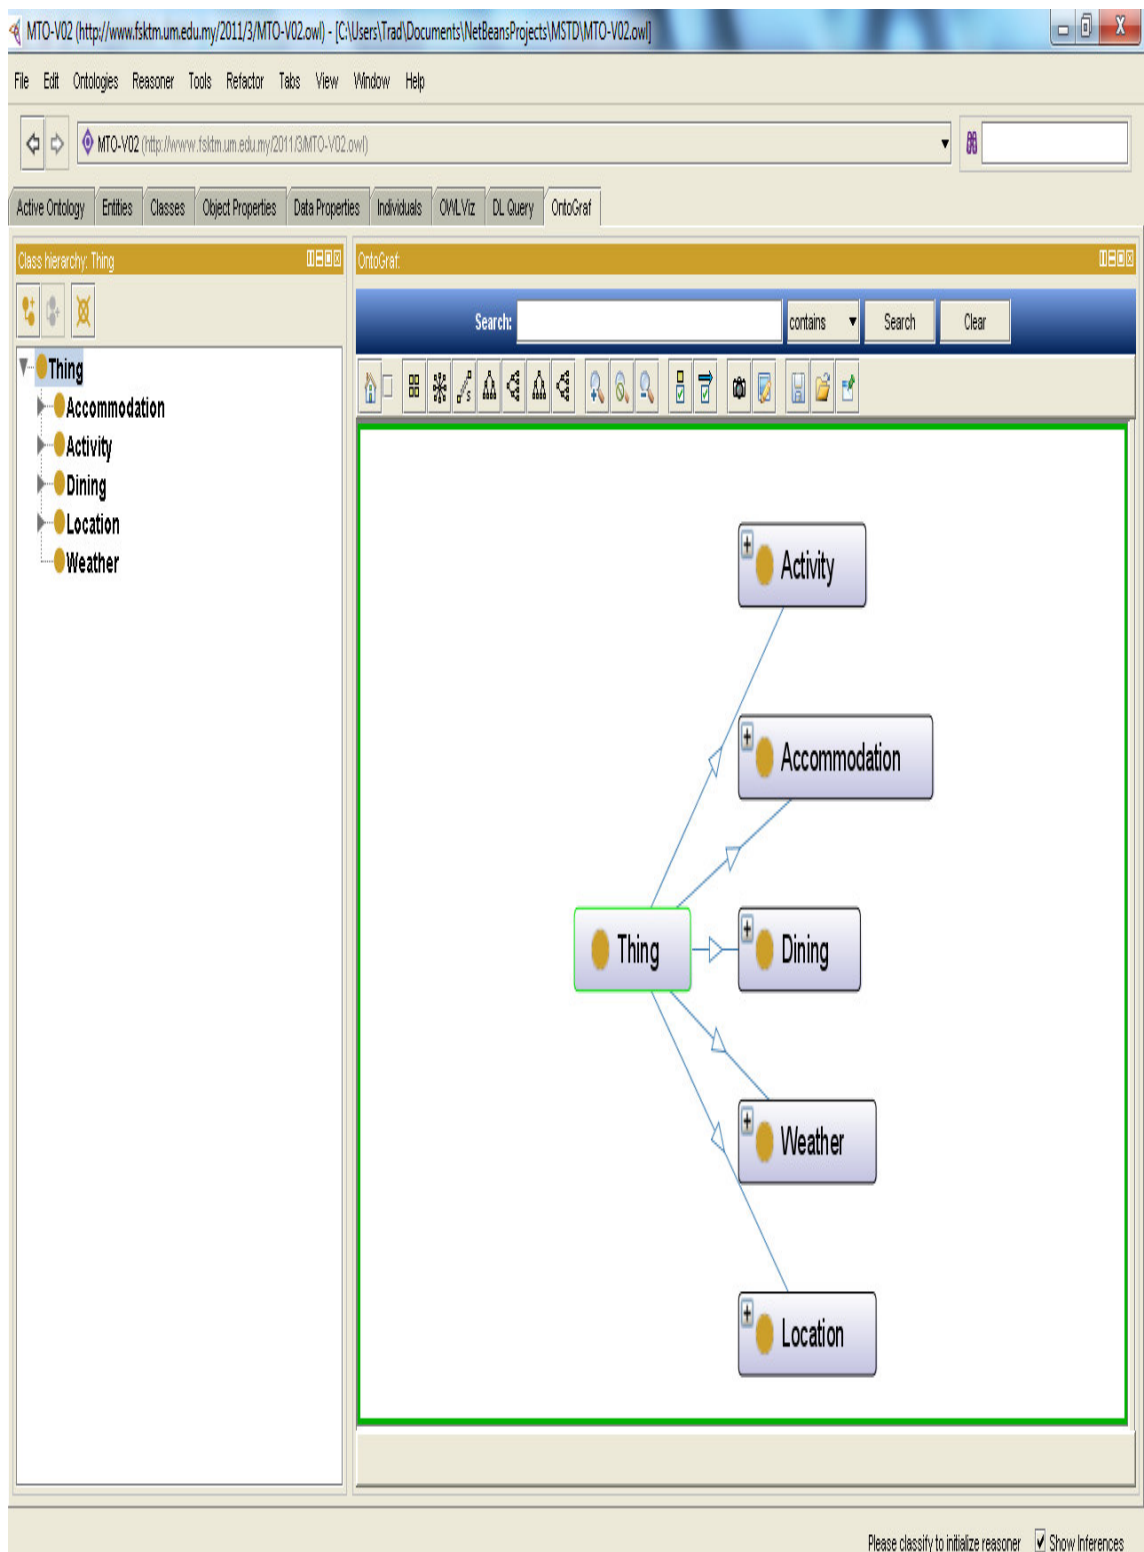 MTO-V02 (http://www.fsktm.um.edu.my/2011/3/MTO-V02.owl) - [C:\Users\Trad\Documents\NetBeansProjects\MSTD\MTO-V02.owl]
File Edit Ontologies Reasoner Tools Refactor Tabs View Window Help
MTO-V02 (http://www.fsktm.um.edu.my/2011/3/MTO-V02.owl)
Active Ontology Entities Classes Object Properties Data Properties Individuals OWLViz DL Query OntoGraf
Class hierarchy: Thing
Thing
Accommodation
Activity
Dining
Location
Weather
OntoGraf:
Search: contains Search Clear
Activity
Accommodation
Thing Dining
Weather
Location
Please classify to initialize reasoner Show Inferences